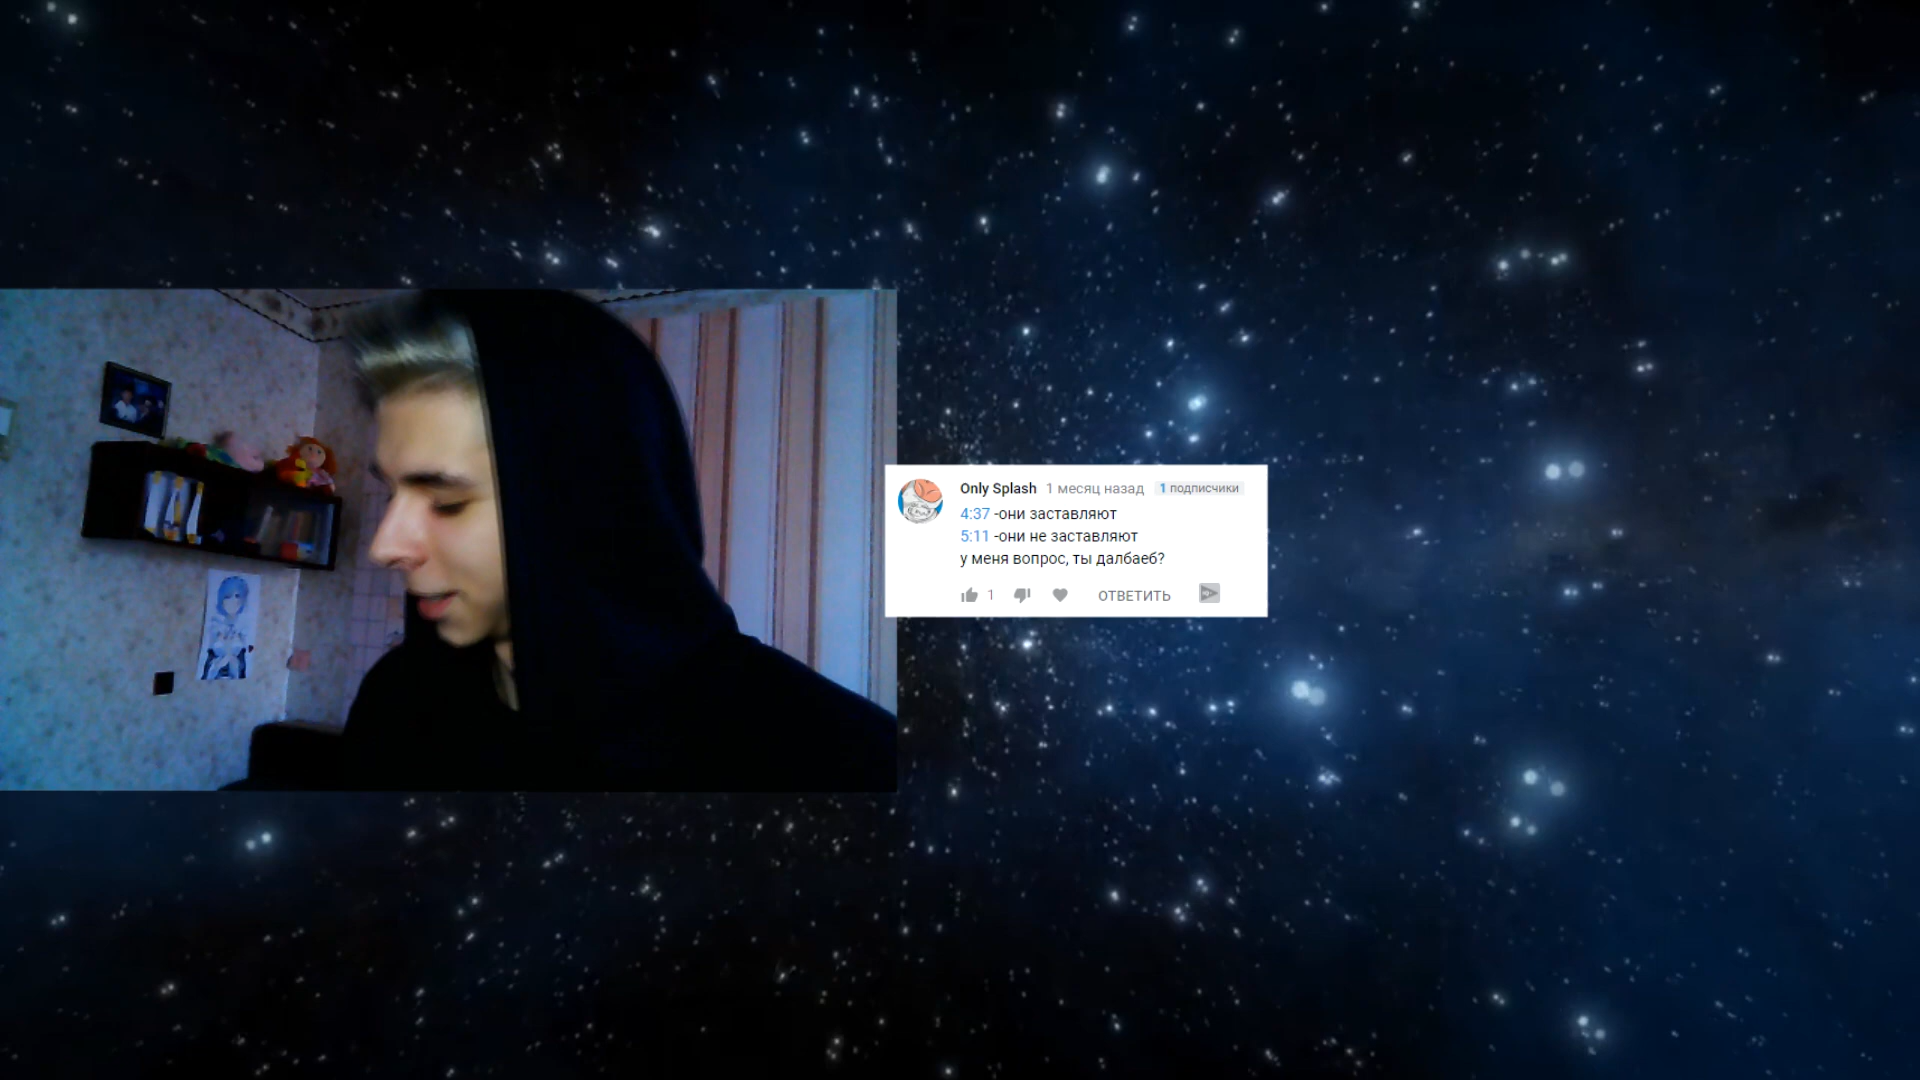 Only Splash 1 месяц назад 1 подписчики
4:37 -они заставляют
5:11 -они не заставляют
у меня вопрос, ты далбаеб?
1 ОТВЕТИТЬ